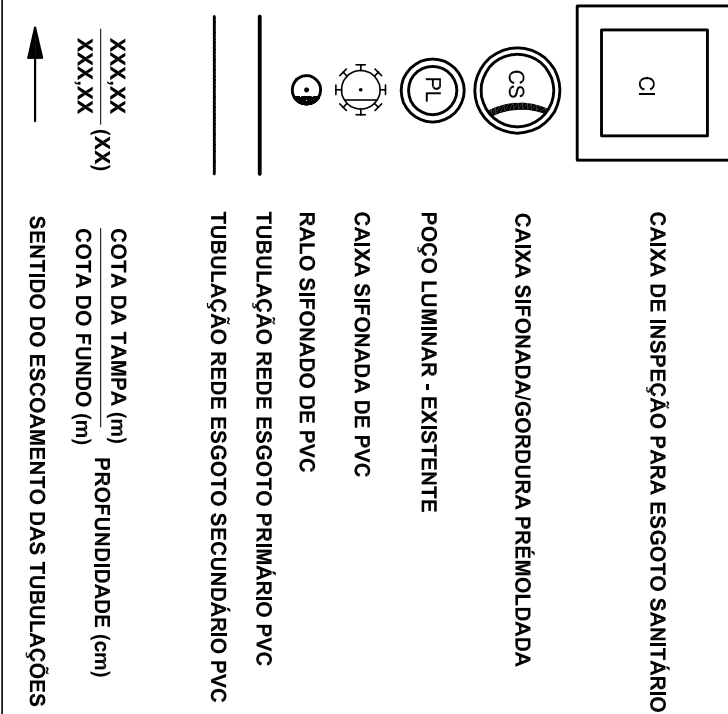 CI
CAIXA DE INSPEÇÃO PARA ESGOTO SANITÁRIO
CS
CAIXA SIFONADA/GORDURA PRÉMOLDADA
PL
POÇO LUMINAR - EXISTENTE
CAIXA SIFONADA DE PVC
RALO SIFONADO DE PVC
TUBULAÇÃO REDE ESGOTO PRIMÁRIO PVC
TUBULAÇÃO REDE ESGOTO SECUNDÁRIO PVC
XXX,XX
XXX,XX
(XX)
COTA DA TAMPA (m)
COTA DO FUNDO (m)
PROFUNDIDADE (cm)
SENTIDO DO ESCOAMENTO DAS TUBULAÇÕES